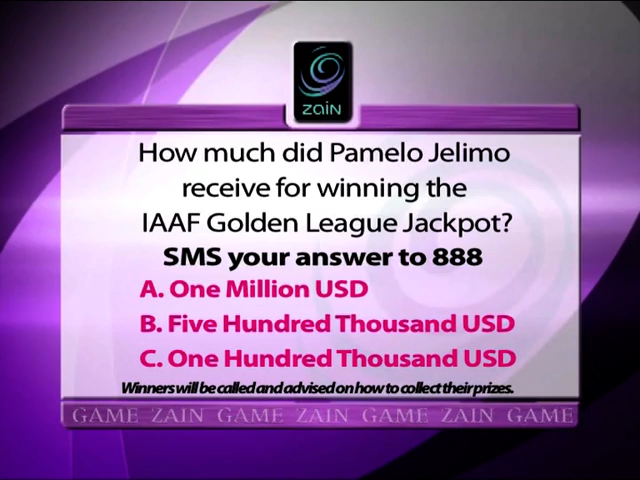 zain
How much did Pamelo Jelimo
receive for winning the
IAAF Golden League Jackpot?
SMS your answer to 888
A. One Million USD
B. Five Hundred Thousand USD
C. One Hundred Thousand USD
Winners will be called and advised on how to collect their prizes.
GAME ZAIN GAME ZAIN GAME ZAIN GAME